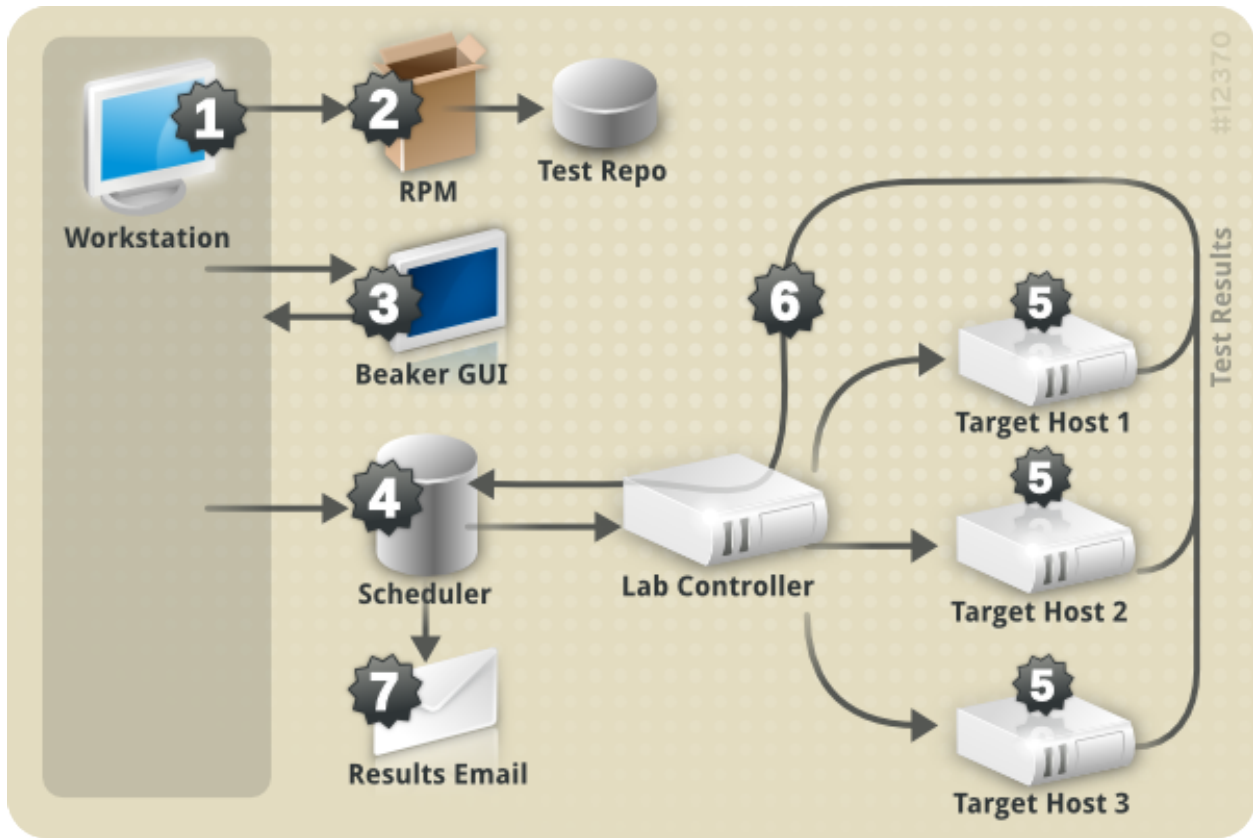 #12370
1
2
RPM
Test Repo
Workstation
3
Beaker GUI
6
5
Target Host 1
Test Results
4
Scheduler
Lab Controller
5
Target Host 2
7
Results Email
5
Target Host 3